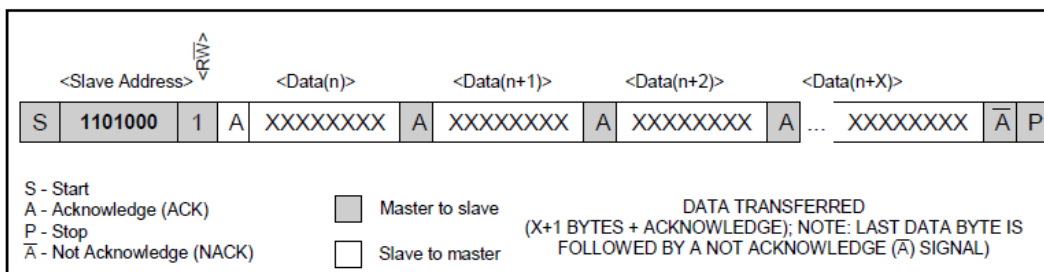 <RW̅>
<Slave Address> <Data(n)> <Data(n+1)> <Data(n+2)> <Data(n+X)>
S 1101000 1 A XXXXXXXX A XXXXXXXX A XXXXXXXX A ... XXXXXXXX A̅ P
S - Start
A - Acknowledge (ACK)
P - Stop
A̅ - Not Acknowledge (NACK)
Master to slave
Slave to master
DATA TRANSFERRED
(X+1 BYTES + ACKNOWLEDGE); NOTE: LAST DATA BYTE IS
FOLLOWED BY A NOT ACKNOWLEDGE (A̅) SIGNAL)